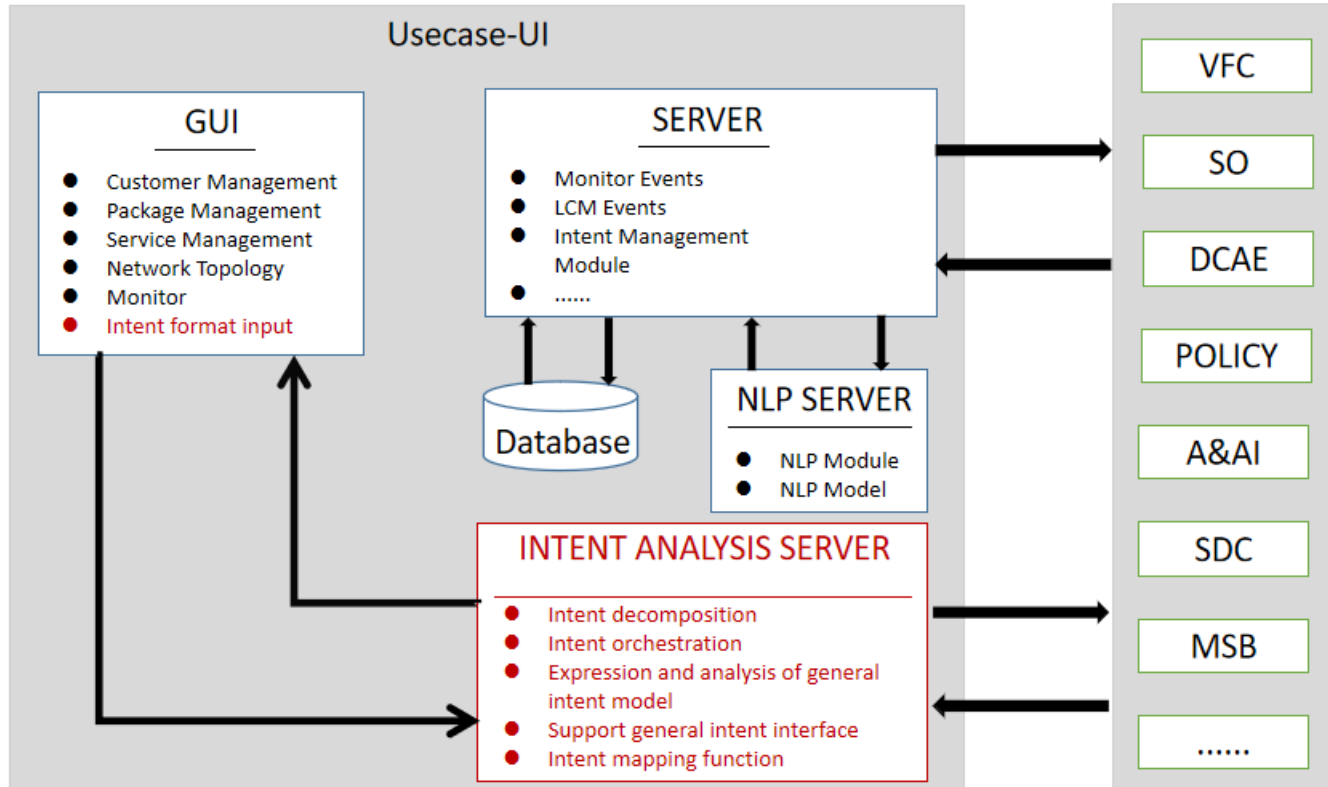 Usecase-UI
GUI
Customer Management
Package Management
Service Management
Network Topology
Monitor
Intent format input
SERVER
Monitor Events
LCM Events
Intent Management
Module
......
Database
NLP SERVER
NLP Module
NLP Model
INTENT ANALYSIS SERVER
Intent decomposition
Intent orchestration
Expression and analysis of general
intent model
Support general intent interface
Intent mapping function
VFC
SO
DCAE
POLICY
A&AI
SDC
MSB
......